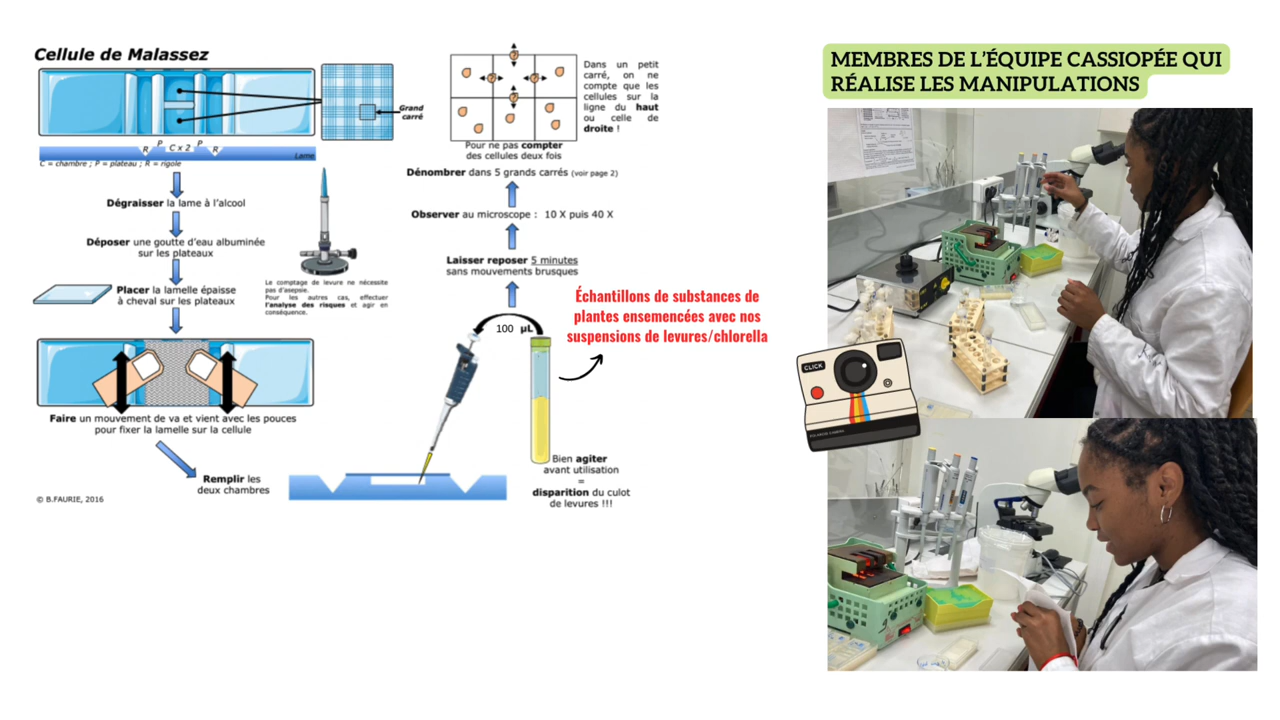 Cellule de Malassez
Grand
carré
R P C x 2 P R
Lame
C = chambre ; P = plateau ; R = rigole
Dégraisser la lame à l'alcool
Déposer une goutte d'eau albuminée
sur les plateaux
Placer la lamelle épaisse
à cheval sur les plateaux
Le comptage de levure ne nécessite
pas d'asepsie.
Pour les autres cas, effectuer
l'analyse des risques et agir en
conséquence.
Faire un mouvement de va et vient avec les pouces
pour fixer la lamelle sur la cellule
Remplir les
deux chambres
© B.FAURIE, 2016
Dans un petit
carré, on ne
compte que les
cellules sur la
ligne du haut
ou celle de
droite !
Pour ne pas compter
des cellules deux fois
Dénombrer dans 5 grands carrés (voir page 2)
Observer au microscope : 10 X puis 40 X
Laisser reposer 5 minutes
sans mouvements brusques
100 µL
Échantillons de substances de
plantes ensemencées avec nos
suspensions de levures/chlorella
Bien agiter
avant utilisation
=
disparition du culot
de levures !!!
MEMBRES DE L'ÉQUIPE CASSIOPÉE QUI
RÉALISE LES MANIPULATIONS
CLICK